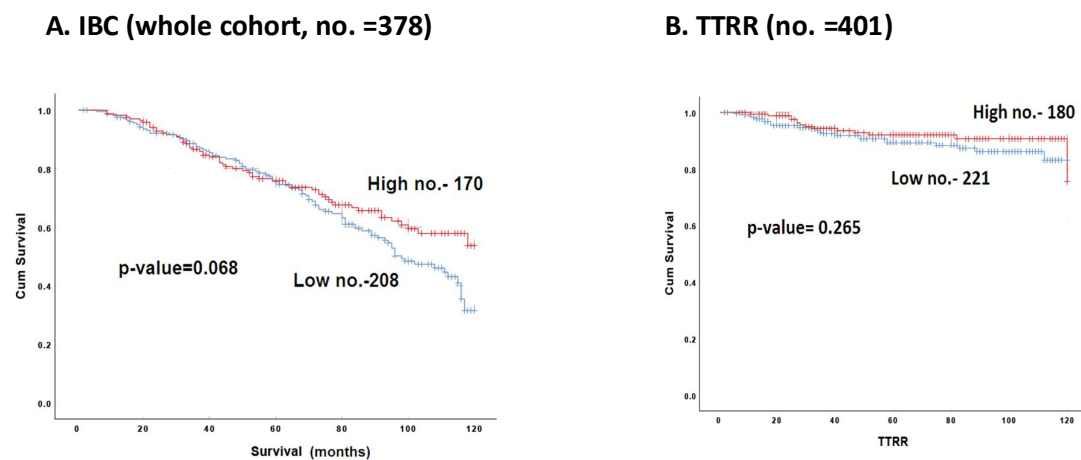 A. IBC (whole cohort, no. =378)
B. TTRR (no. =401)
1.0
0.8
0.6
0.4
0.2
0.0
Cum Survival
High no.- 170
p-value=0.068
Low no.-208
0 20 40 60 80 100 120
Survival (months)
1.0
0.8
0.6
0.4
0.2
0.0
Cum Survival
High no.- 180
Low no.- 221
p-value= 0.265
0 20 40 60 80 100 120
TTRR